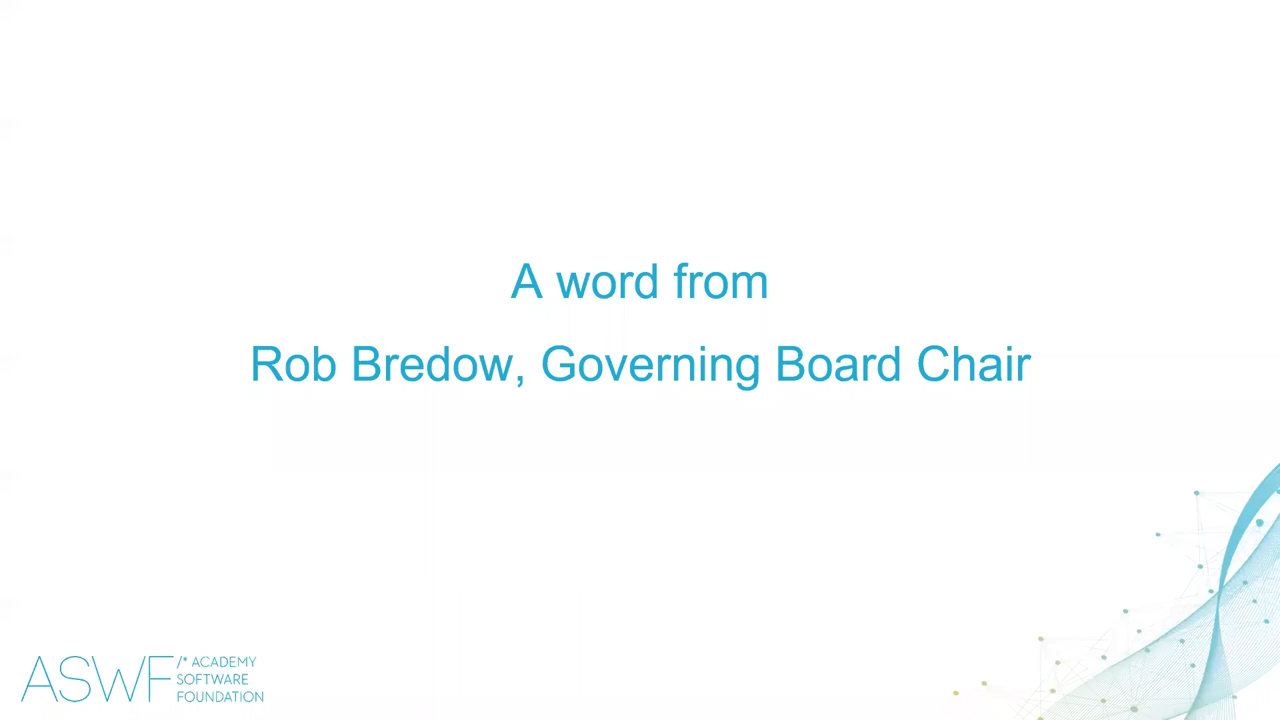 A word from
Rob Bredow, Governing Board Chair
ASWF /* ACADEMY
SOFTWARE
FOUNDATION